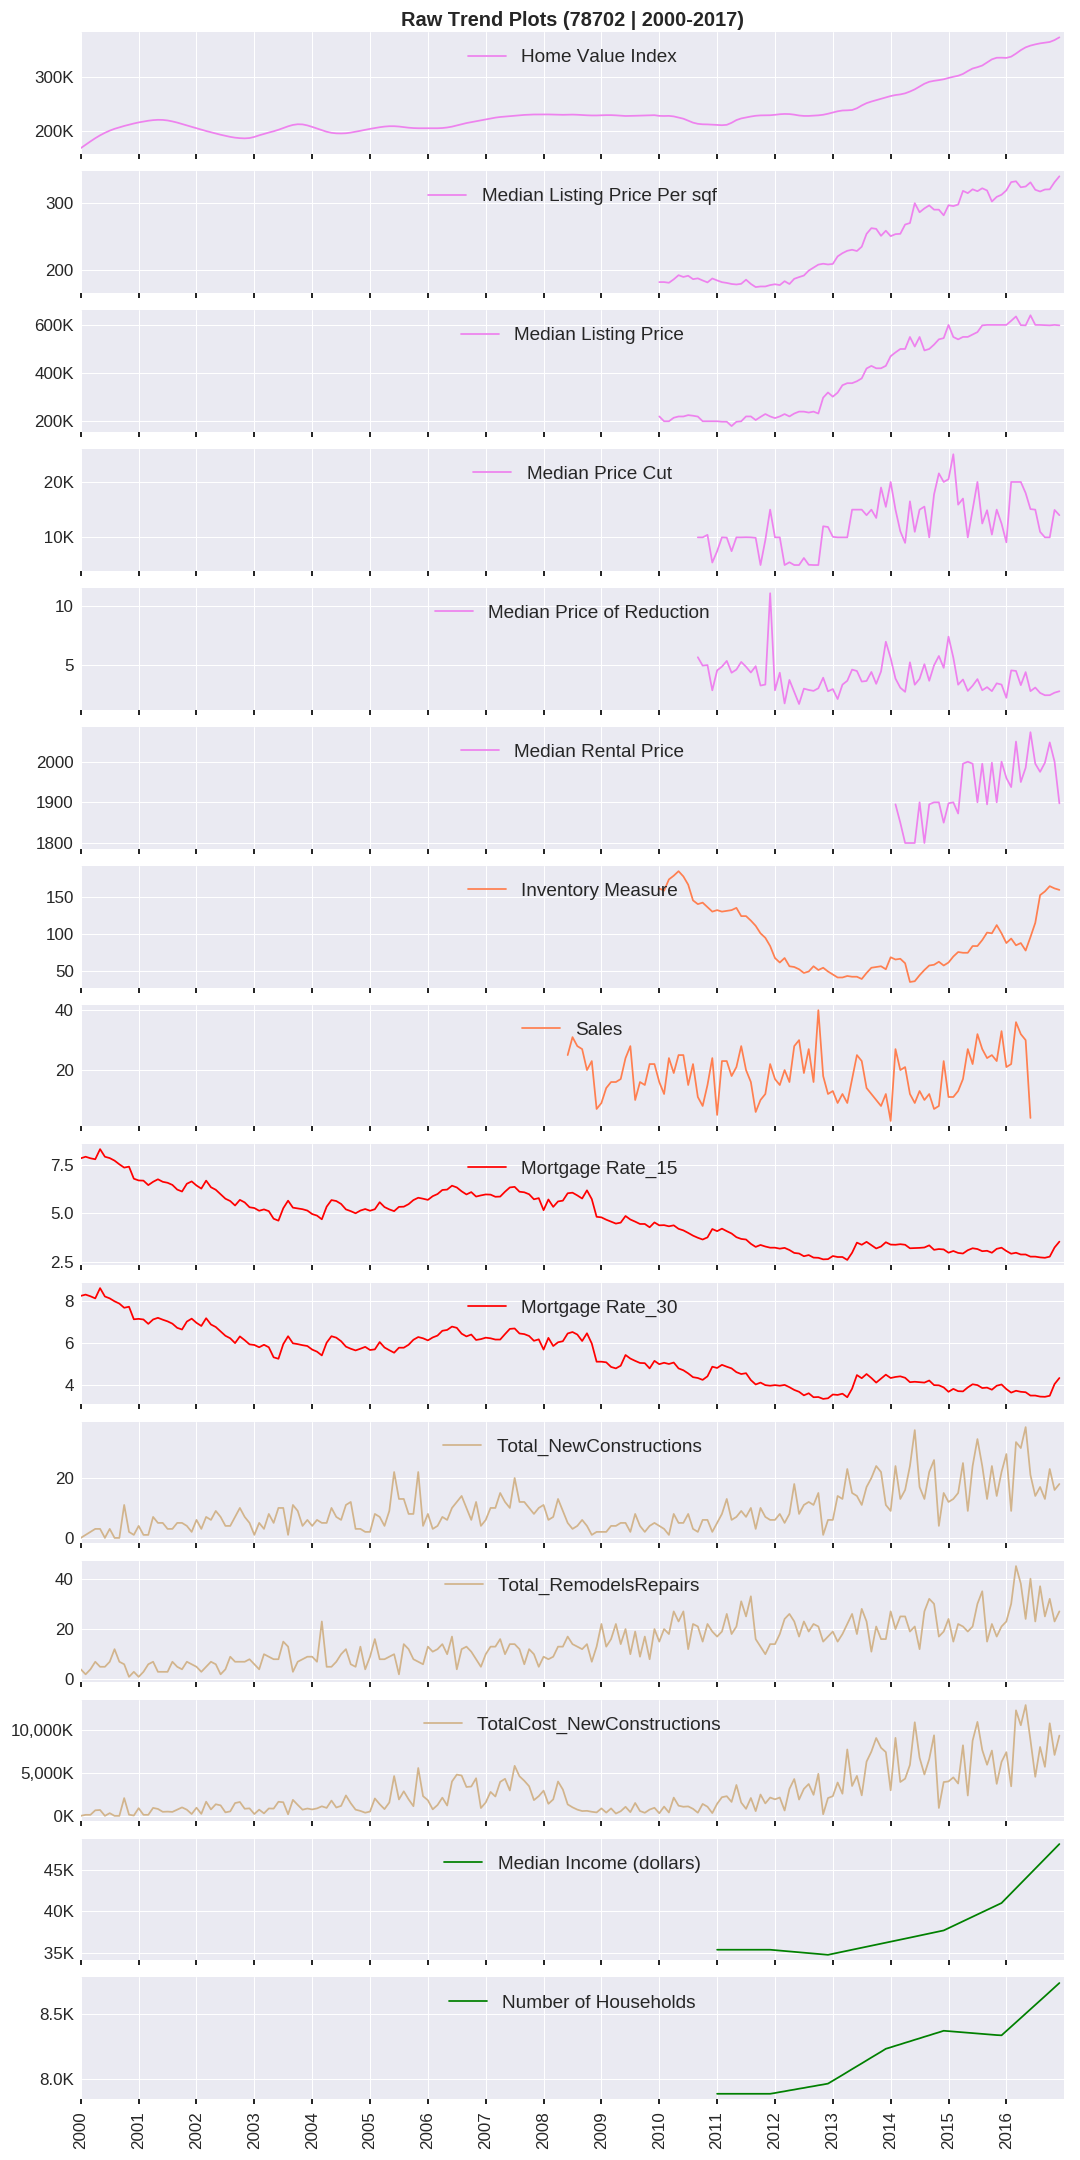 Raw Trend Plots (78702 | 2000-2017)
Home Value Index
300K
200K
Median Listing Price Per sqf
300
200
Median Listing Price
600K
400K
200K
Median Price Cut
20K
10K
Median Price of Reduction
10
5
Median Rental Price
2000
1900
1800
Inventory Measure
150
100
50
Sales
40
20
Mortgage Rate_15
7.5
5.0
2.5
Mortgage Rate_30
8
6
4
Total_NewConstructions
20
0
Total_RemodelsRepairs
40
20
0
TotalCost_NewConstructions
10,000K
5,000K
0K
Median Income (dollars)
45K
40K
35K
Number of Households
8.5K
8.0K
2000 2001 2002 2003 2004 2005 2006 2007 2008 2009 2010 2011 2012 2013 2014 2015 2016